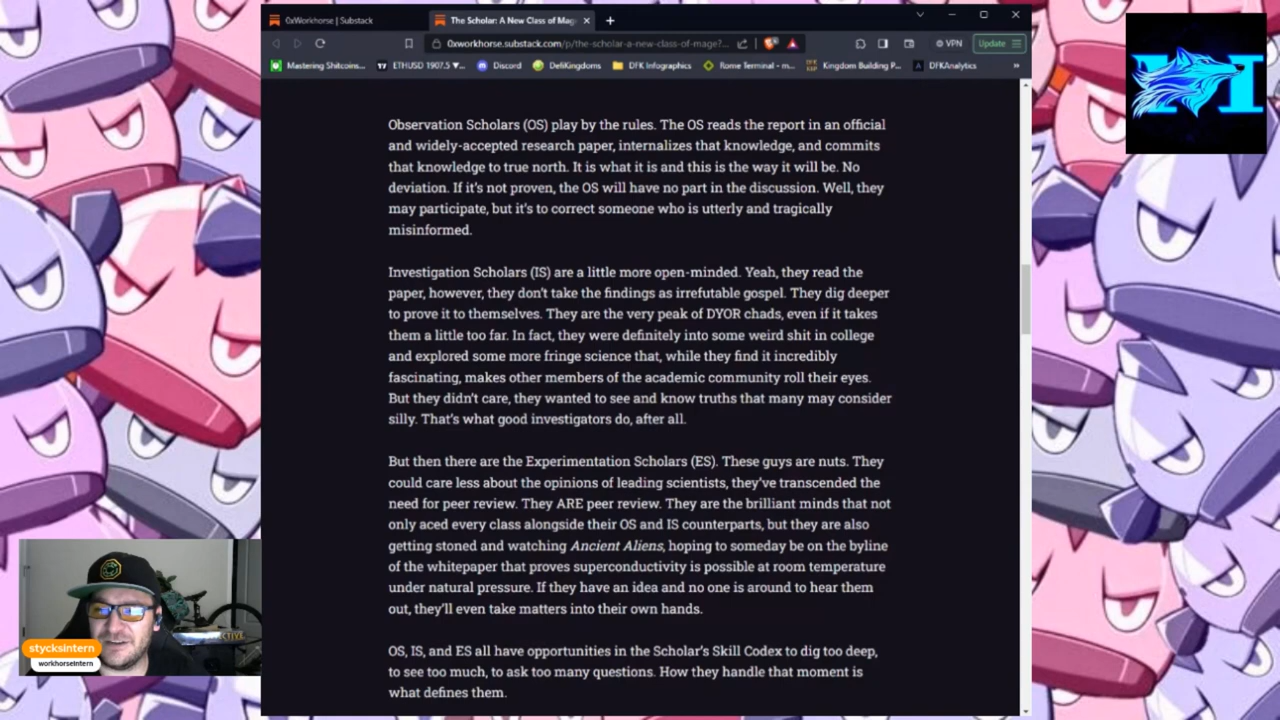 0xWorkhorse | Substack
The Scholar: A New Class of Mag
0xworkhorse.substack.com/p/the-scholar-a-new-class-of-mage?...
VPN
Update
Mastering Shitcoins...
ETHUSD 1907.5 ▼...
Discord
DefiKingdoms
DFK Infographics
Rome Terminal - m...
Kingdom Building P...
DFKAnalytics
»
Observation Scholars (OS) play by the rules. The OS reads the report in an official
and widely-accepted research paper, internalizes that knowledge, and commits
that knowledge to true north. It is what it is and this is the way it will be. No
deviation. If it's not proven, the OS will have no part in the discussion. Well, they
may participate, but it's to correct someone who is utterly and tragically
misinformed.
Investigation Scholars (IS) are a little more open-minded. Yeah, they read the
paper, however, they don't take the findings as irrefutable gospel. They dig deeper
to prove it to themselves. They are the very peak of DYOR chads, even if it takes
them a little too far. In fact, they were definitely into some weird shit in college
and explored some more fringe science that, while they find it incredibly
fascinating, makes other members of the academic community roll their eyes.
But they didn't care, they wanted to see and know truths that many may consider
silly. That's what good investigators do, after all.
But then there are the Experimentation Scholars (ES). These guys are nuts. They
could care less about the opinions of leading scientists, they've transcended the
need for peer review. They ARE peer review. They are the brilliant minds that not
only aced every class alongside their OS and IS counterparts, but they are also
getting stoned and watching Ancient Aliens, hoping to someday be on the byline
of the whitepaper that proves superconductivity is possible at room temperature
under natural pressure. If they have an idea and no one is around to hear them
out, they'll even take matters into their own hands.
OS, IS, and ES all have opportunities in the Scholar's Skill Codex to dig too deep,
to see too much, to ask too many questions. How they handle that moment is
what defines them.
stycksintern
workhorseintern